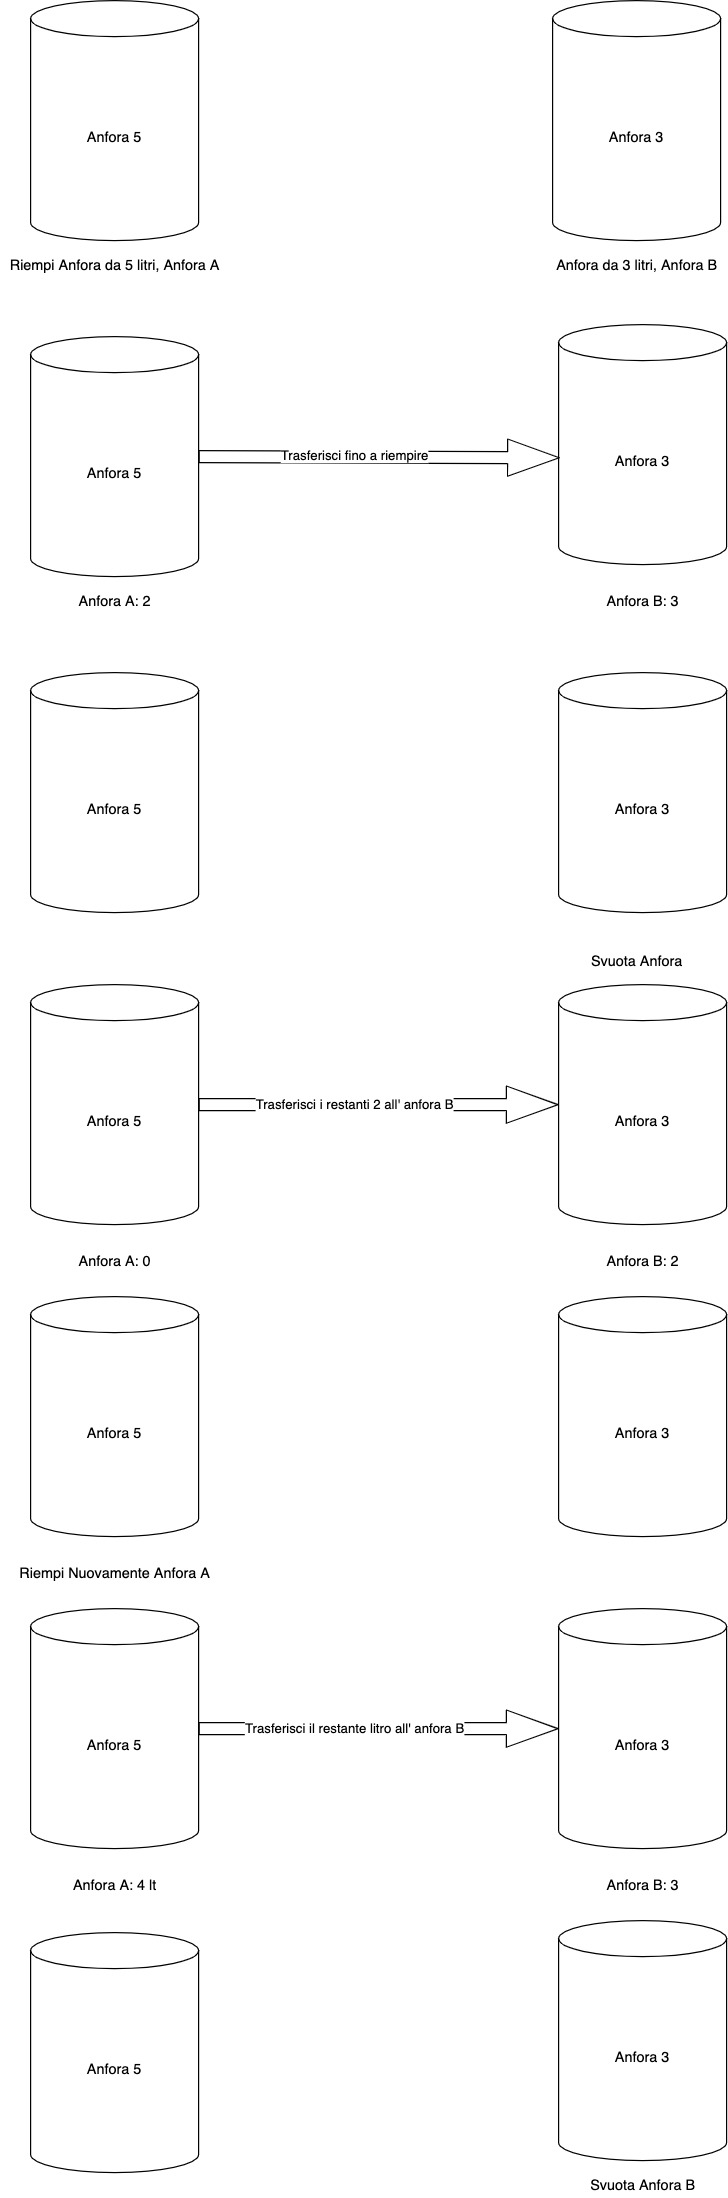 Anfora 5
Anfora 3
Riempi Anfora da 5 litri, Anfora A
Anfora da 3 litri, Anfora B
Trasferisci fino a riempire
Anfora 5
Anfora 3
Anfora A: 2
Anfora B: 3
Anfora 5
Anfora 3
Svuota Anfora
Trasferisci i restanti 2 all' anfora B
Anfora 5
Anfora 3
Anfora A: 0
Anfora B: 2
Anfora 5
Anfora 3
Riempi Nuovamente Anfora A
Trasferisci il restante litro all' anfora B
Anfora 5
Anfora 3
Anfora A: 4 lt
Anfora B: 3
Anfora 5
Anfora 3
Svuota Anfora B